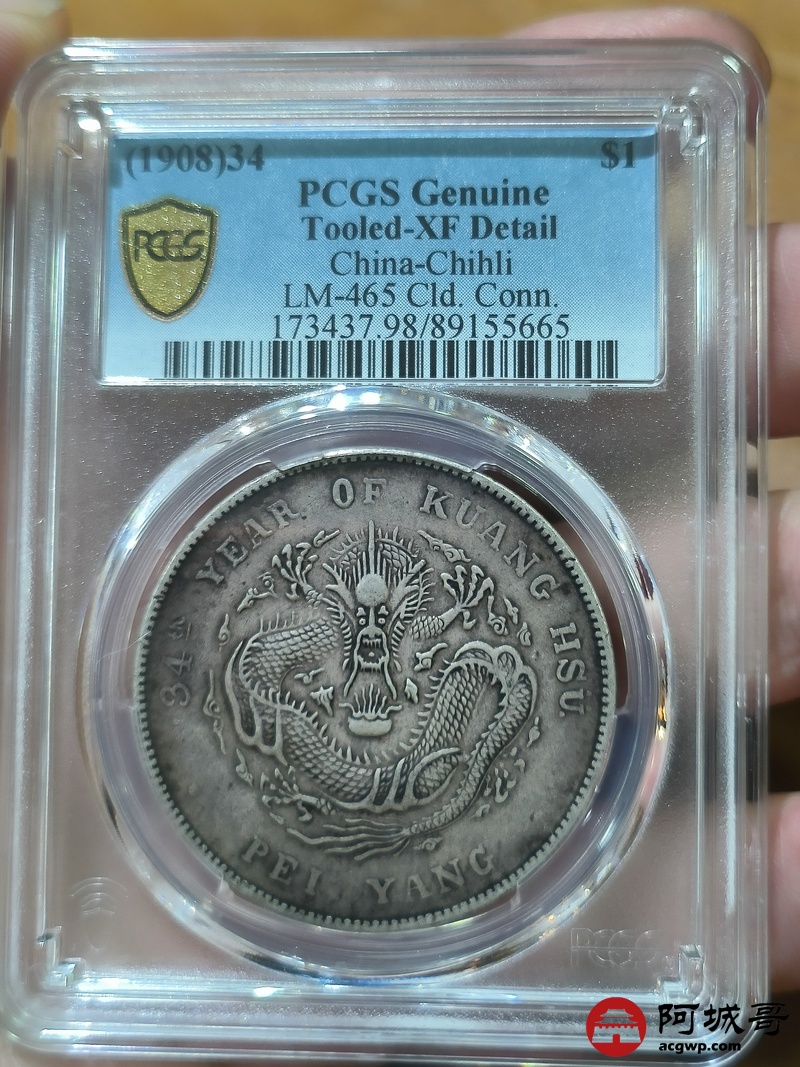 (1908)34 $1
PCGS Genuine
Tooled-XF Detail
China-Chihli
LM-465 Cld. Conn.
173437.98/89155665
PCGS
34th YEAR OF KUANG HSU
PEI YANG
PCGS
阿城哥
acgwp.com